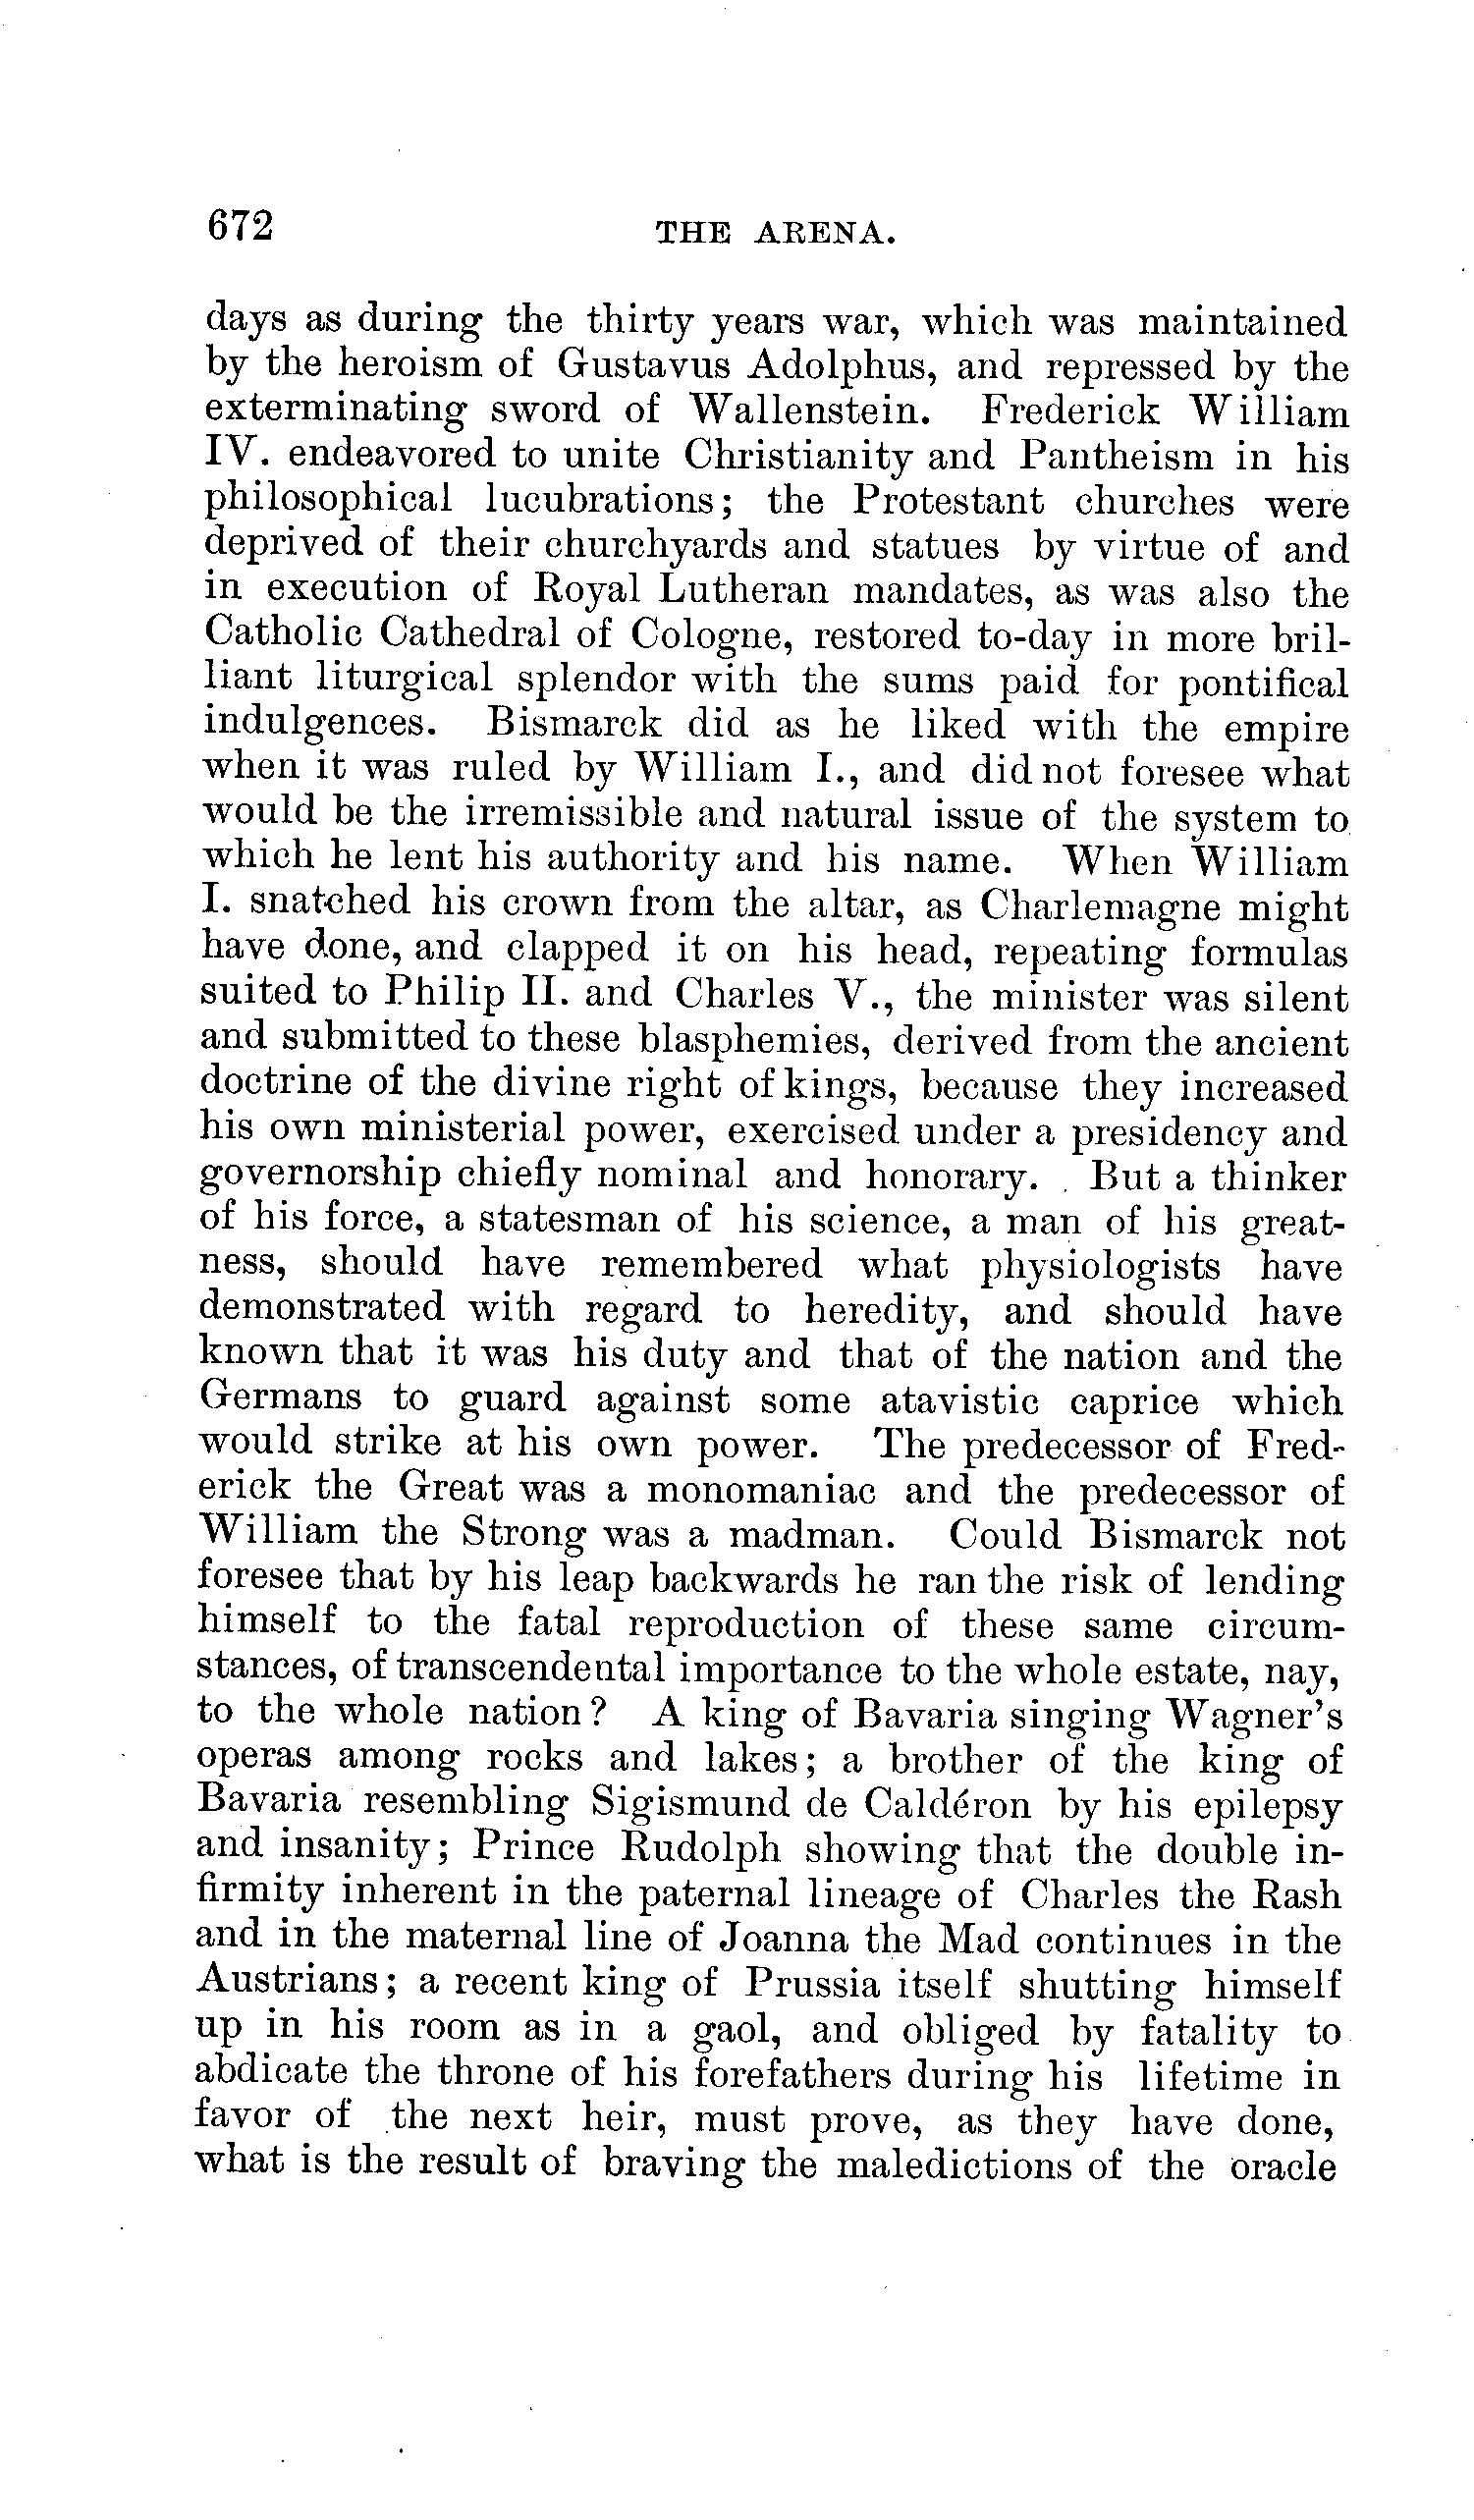 672 THE ARENA.
days as during the thirty years war, which was maintained
by the heroism of Gustavus Adolphus, and repressed by the
exterminating sword of Wallenstein. Frederick William
IV. endeavored to unite Christianity and Pantheism in his
philosophical lucubrations; the Protestant churches were
deprived of their churchyards and statues by virtue of and
in execution of Royal Lutheran mandates, as was also the
Catholic Cathedral of Cologne, restored to-day in more bril-
liant liturgical splendor with the sums paid for pontifical
indulgences. Bismarck did as he liked with the empire
when it was ruled by William I., and did not foresee what
would be the irremissible and natural issue of the system to
which he lent his authority and his name. When William
I. snatched his crown from the altar, as Charlemagne might
have done, and clapped it on his head, repeating formulas
suited to Philip II. and Charles V., the minister was silent
and submitted to these blasphemies, derived from the ancient
doctrine of the divine right of kings, because they increased
his own ministerial power, exercised under a presidency and
governorship chiefly nominal and honorary. But a thinker
of his force, a statesman of his science, a man of his great-
ness, should have remembered what physiologists have
demonstrated with regard to heredity, and should have
known that it was his duty and that of the nation and the
Germans to guard against some atavistic caprice which
would strike at his own power. The predecessor of Fred-
erick the Great was a monomaniac and the predecessor of
William the Strong was a madman. Could Bismarck not
foresee that by his leap backwards he ran the risk of lending
himself to the fatal reproduction of these same circum-
stances, of transcendental importance to the whole estate, nay,
to the whole nation? A king of Bavaria singing Wagner's
operas among rocks and lakes; a brother of the king of
Bavaria resembling Sigismund de Caldéron by his epilepsy
and insanity; Prince Rudolph showing that the double in-
firmity inherent in the paternal lineage of Charles the Rash
and in the maternal line of Joanna the Mad continues in the
Austrians; a recent king of Prussia itself shutting himself
up in his room as in a gaol, and obliged by fatality to
abdicate the throne of his forefathers during his lifetime in
favor of the next heir, must prove, as they have done,
what is the result of braving the maledictions of the oracle